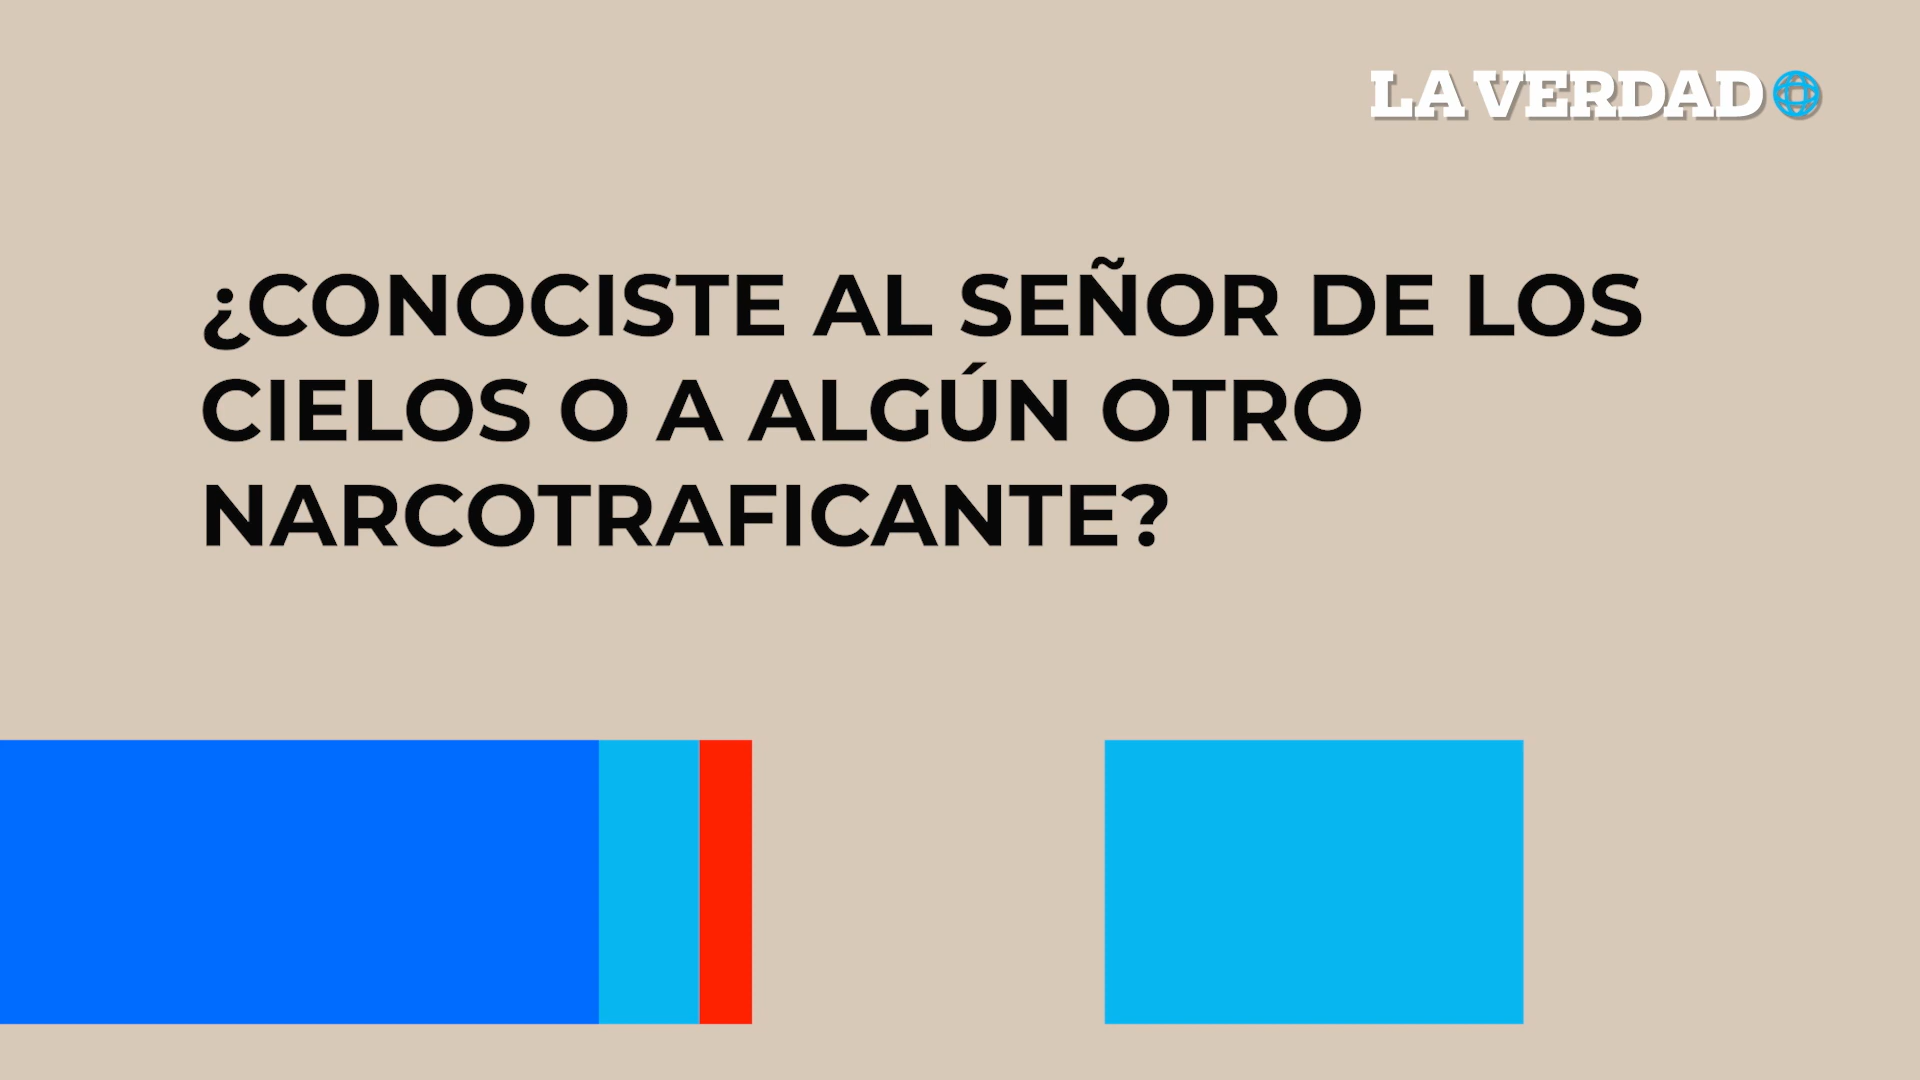 LA VERDAD
¿CONOCISTE AL SEÑOR DE LOS
CIELOS O A ALGÚN OTRO
NARCOTRAFICANTE?